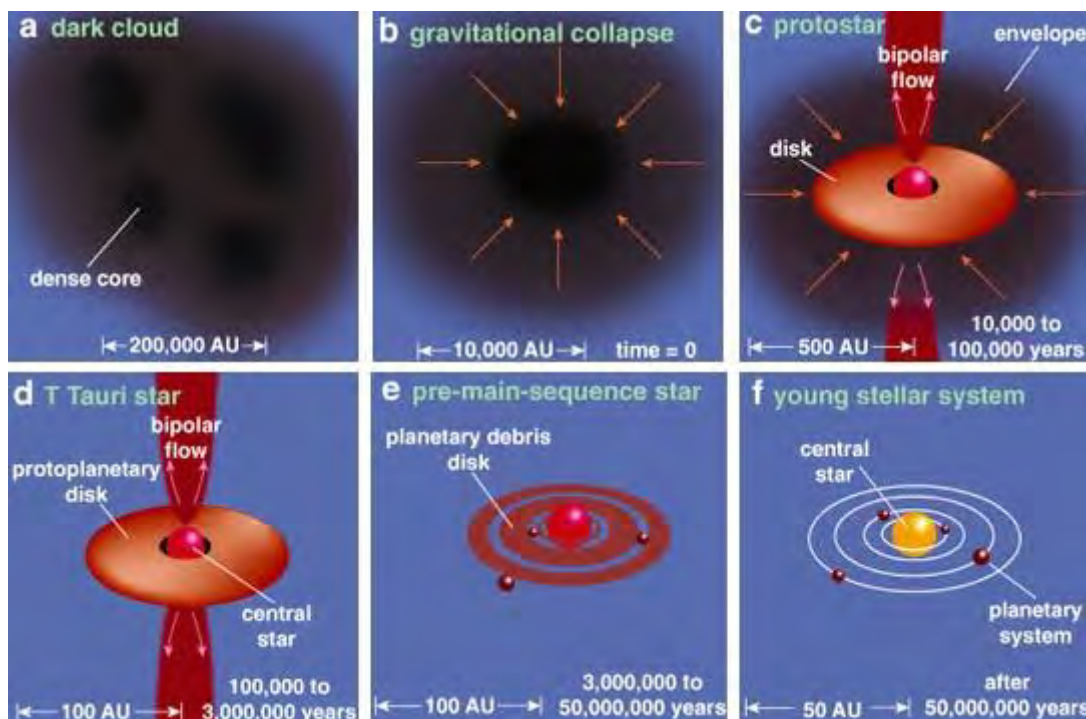 a dark cloud
dense core
200,000 AU
b gravitational collapse
10,000 AU
time = 0
c protostar
envelope
bipolar
flow
disk
500 AU
10,000 to
100,000 years
d T Tauri star
bipolar
flow
protoplanetary
disk
central
star
100 AU
100,000 to
3,000,000 years
e pre-main-sequence star
planetary debris
disk
100 AU
3,000,000 to
50,000,000 years
f young stellar system
central
star
planetary
system
50 AU
after
50,000,000 years